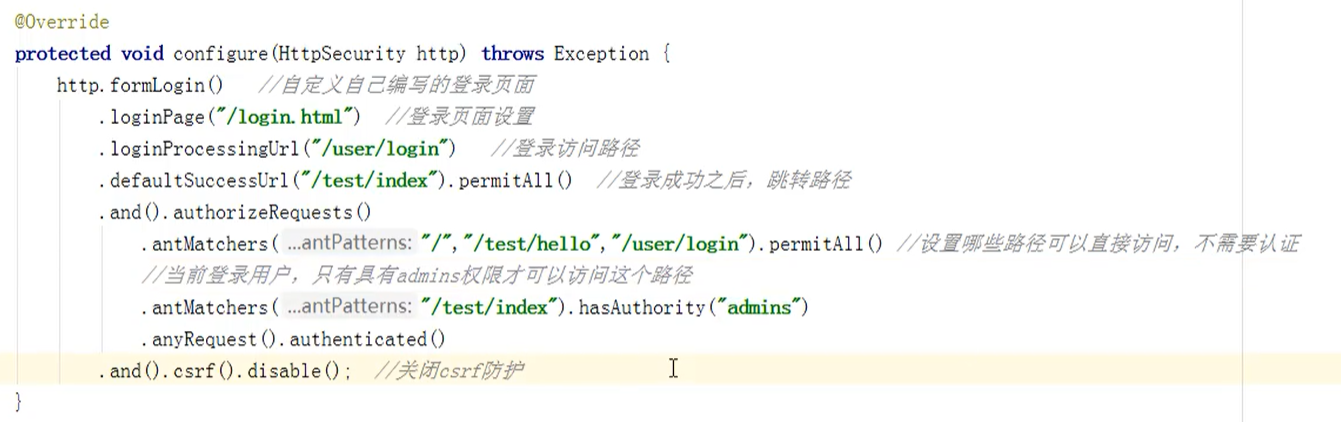 @Override
protected void configure(HttpSecurity http) throws Exception {
    http.formLogin()   //自定义自己编写的登录页面
        .loginPage("/login.html")  //登录页面设置
        .loginProcessingUrl("/user/login")   //登录访问路径
        .defaultSuccessUrl("/test/index").permitAll()  //登录成功之后，跳转路径
        .and().authorizeRequests()
            .antMatchers( ...antPatterns: "/","/test/hello","/user/login").permitAll() //设置哪些路径可以直接访问，不需要认证
            //当前登录用户，只有具有admins权限才可以访问这个路径
            .antMatchers( ...antPatterns: "/test/index").hasAuthority("admins")
            .anyRequest().authenticated()
        .and().csrf().disable();  //关闭csrf防护
}